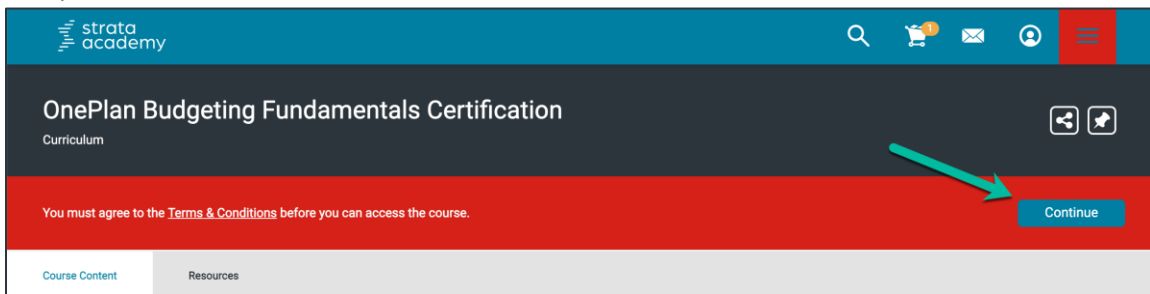 strata
academy
1
OnePlan Budgeting Fundamentals Certification
Curriculum
You must agree to the Terms & Conditions before you can access the course.
Continue
Course Content
Resources